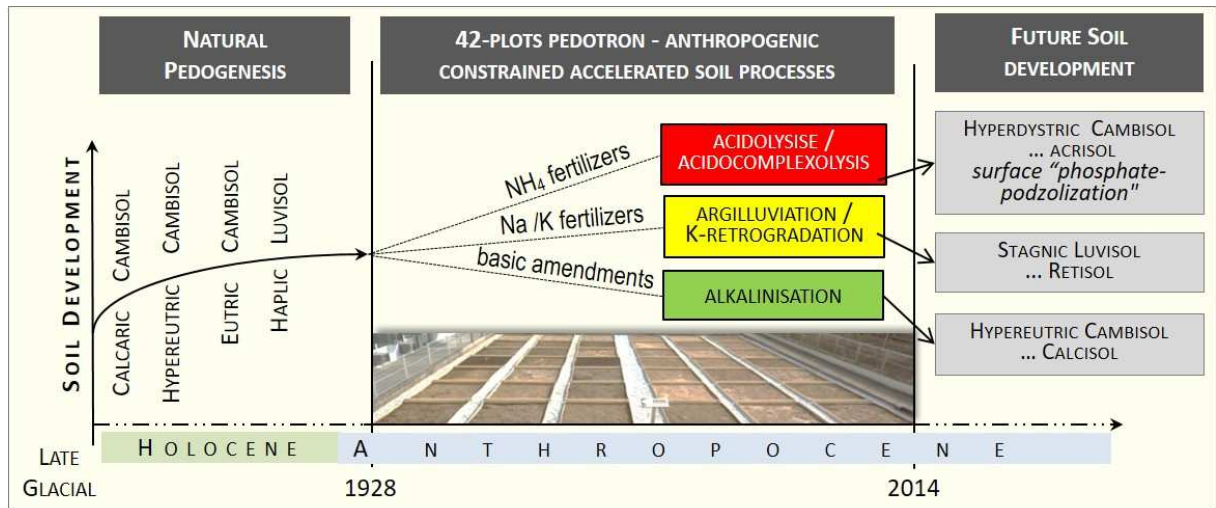 NATURAL
PEDOGENESIS
42-PLOTS PEDOTRON - ANTHROPOGENIC
CONSTRAINED ACCELERATED SOIL PROCESSES
FUTURE SOIL
DEVELOPMENT
SOIL DEVELOPMENT
CALCARIC CAMBISOL
HYPEREUTRIC CAMBISOL
EUTRIC CAMBISOL
HAPLIC LUVISOL
NH4 fertilizers
Na /K fertilizers
basic amendments
ACIDOLYSISE /
ACIDOCOMPLEXOLYSIS
ARGILLUVIATION /
K-RETROGRADATION
ALKALINISATION
HYPERDYSTRIC CAMBISOL
... ACRISOL
surface "phosphate-
podzolization"
STAGNIC LUVISOL
... RETISOL
HYPEREUTRIC CAMBISOL
... CALCISOL
HOLOCENE
ANTHROPOCENE
LATE
GLACIAL
1928
2014